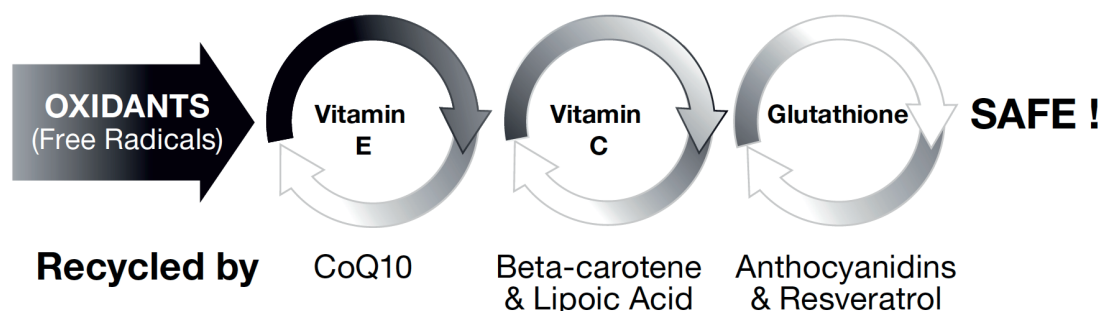 OXIDANTS
(Free Radicals)
Vitamin
E
Vitamin
C
Glutathione
SAFE !
Recycled by
CoQ10
Beta-carotene
& Lipoic Acid
Anthocyanidins
& Resveratrol